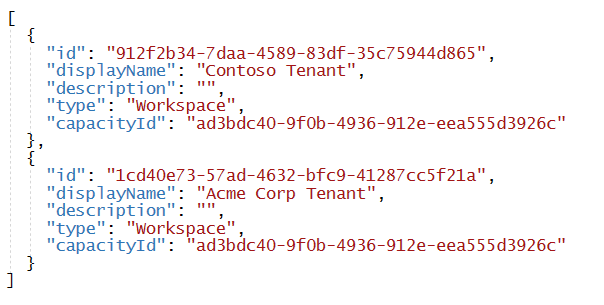 [
  {
    "id": "912f2b34-7daa-4589-83df-35c75944d865",
    "displayName": "Contoso Tenant",
    "description": "",
    "type": "Workspace",
    "capacityId": "ad3bdc40-9f0b-4936-912e-eea555d3926c"
  },
  {
    "id": "1cd40e73-57ad-4632-bfc9-41287cc5f21a",
    "displayName": "Acme Corp Tenant",
    "description": "",
    "type": "Workspace",
    "capacityId": "ad3bdc40-9f0b-4936-912e-eea555d3926c"
  }
]